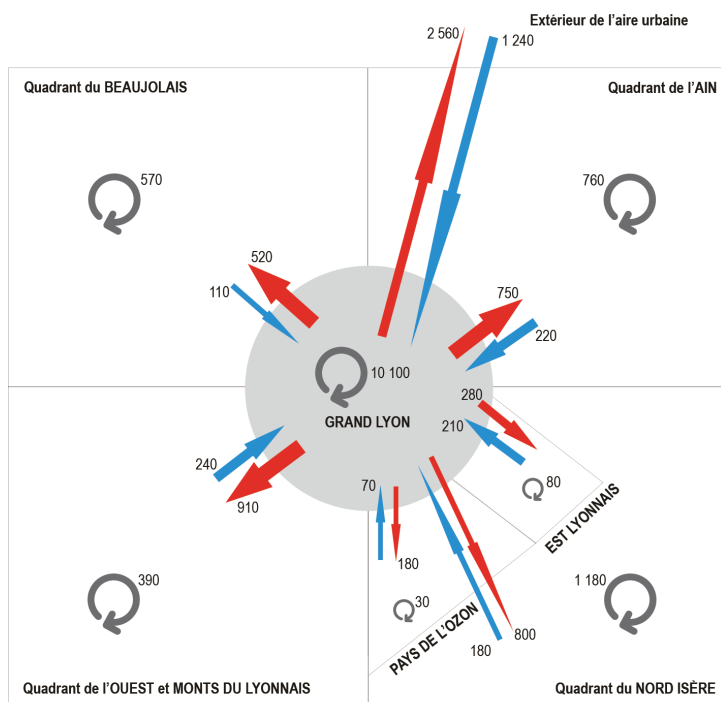 Extérieur de l'aire urbaine
2 560
1 240
Quadrant du BEAUJOLAIS
Quadrant de l'AIN
570
760
520
110
750
220
10 100
GRAND LYON
280
210
240
910
70
80
180
EST LYONNAIS
390
30
1 180
PAYS DE L'OZON
180
800
Quadrant de l'OUEST et MONTS DU LYONNAIS
Quadrant du NORD ISÈRE